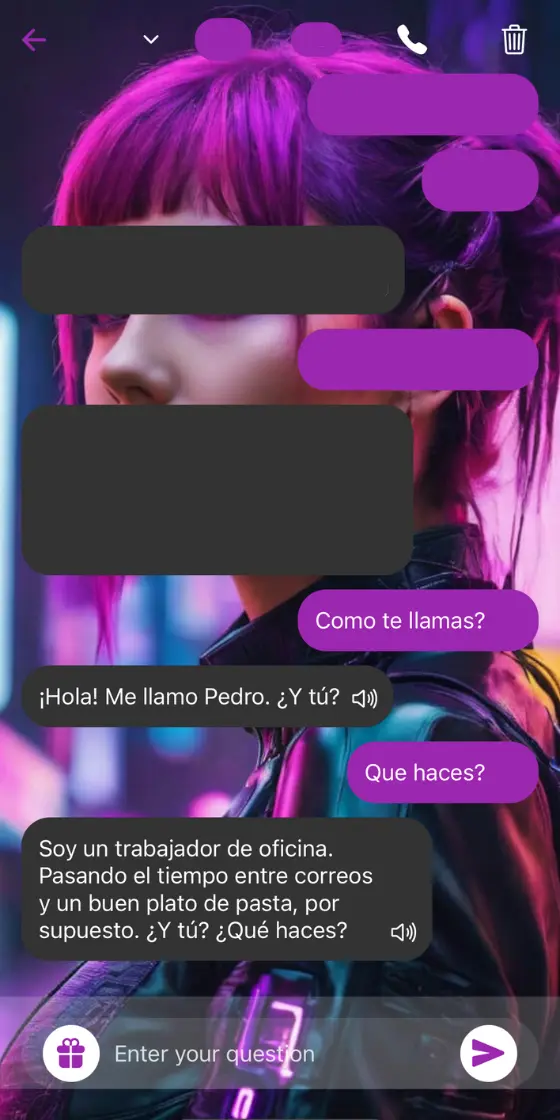 Como te llamas?
¡Hola! Me llamo Pedro. ¿Y tú?
Que haces?
Soy un trabajador de oficina.
Pasando el tiempo entre correos
y un buen plato de pasta, por
supuesto. ¿Y tú? ¿Qué haces?
Enter your question